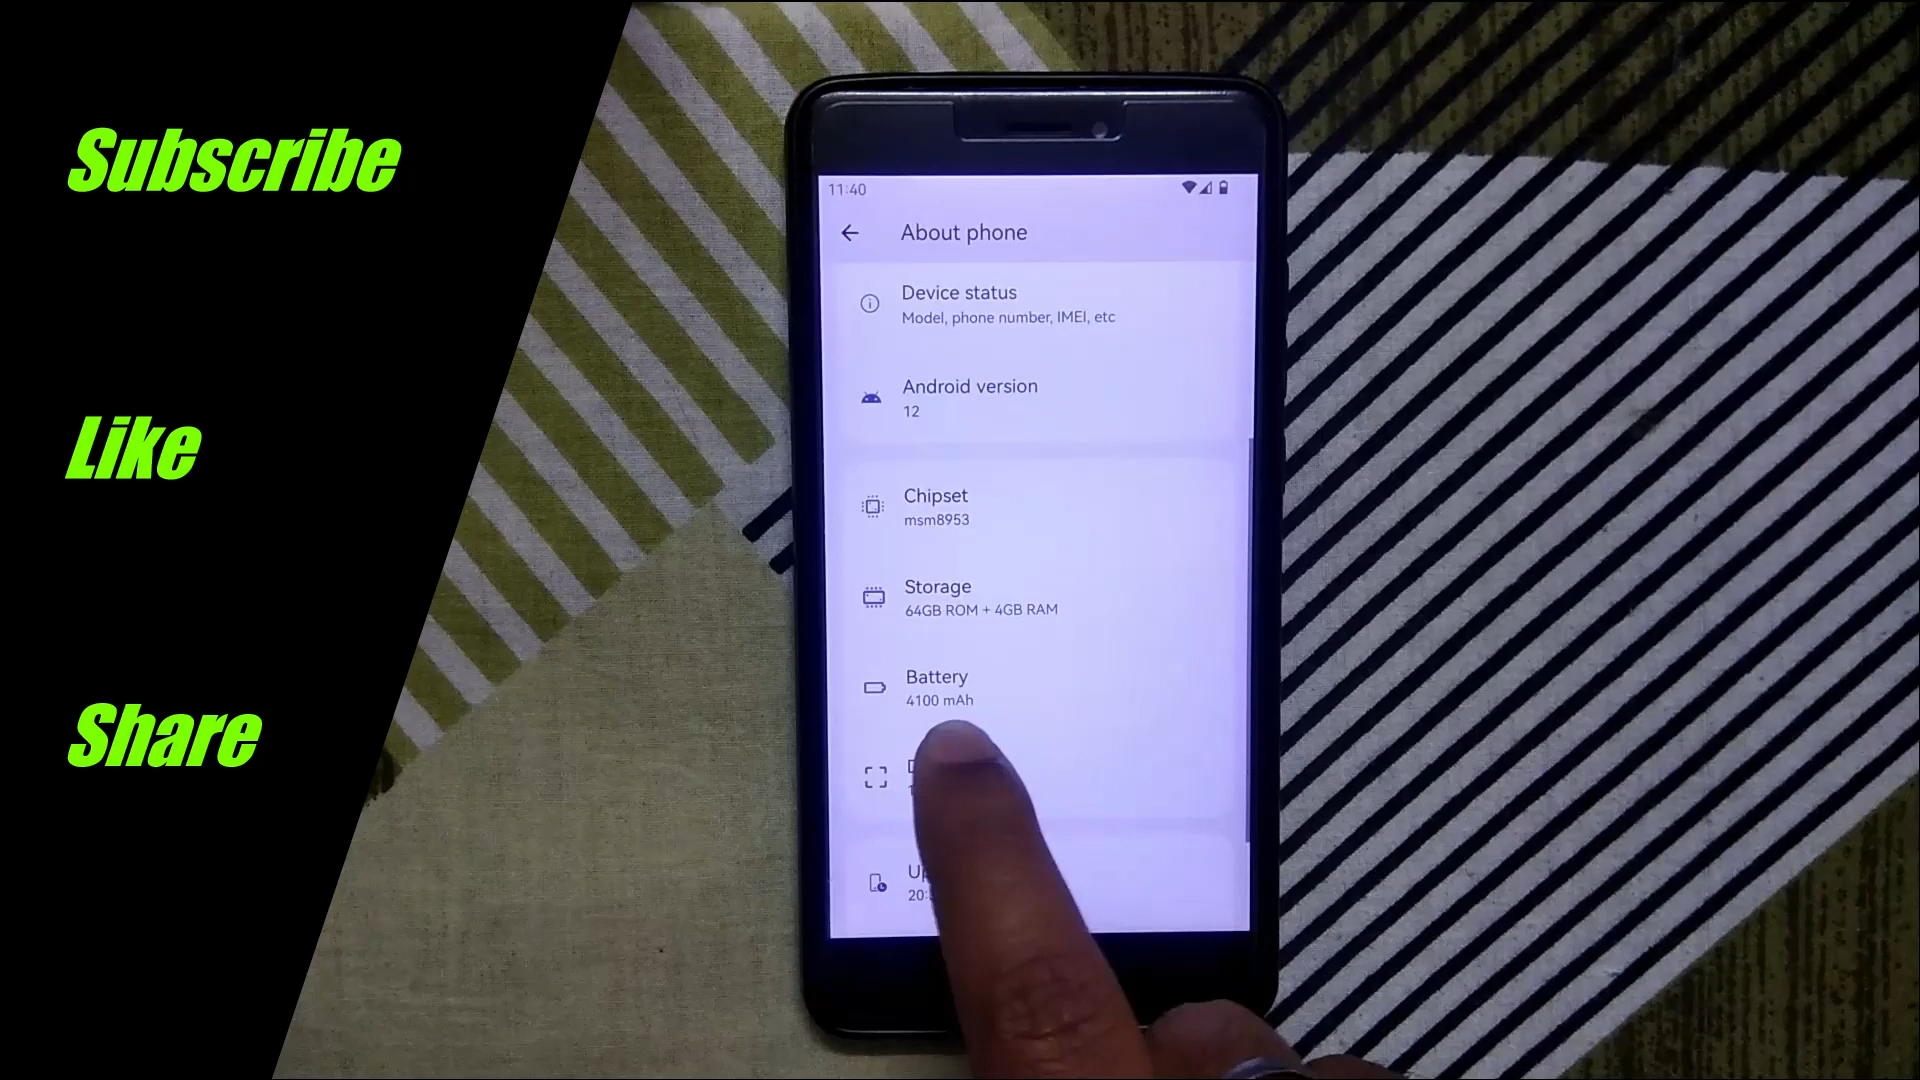 Subscribe
Like
Share
11:40
About phone
Device status
Model, phone number, IMEI, etc
Android version
12
Chipset
msm8953
Storage
64GB ROM + 4GB RAM
Battery
4100 mAh